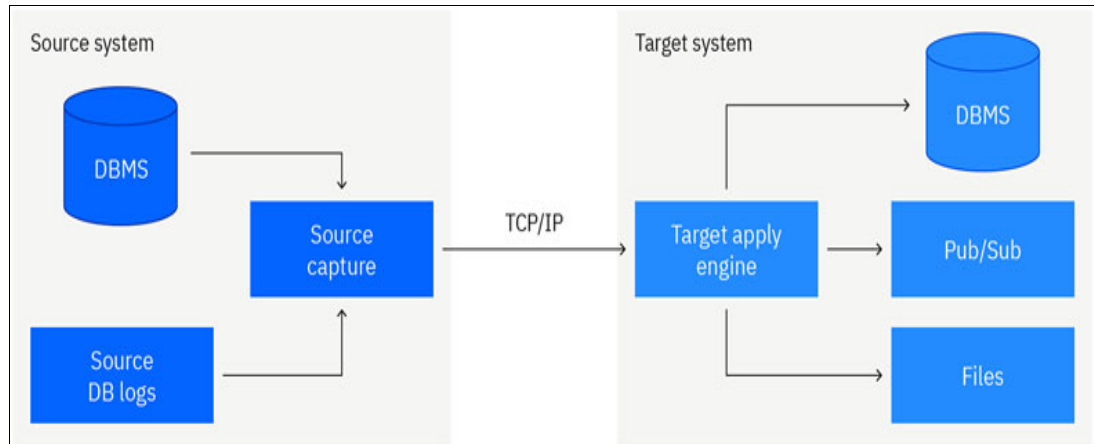 Source system
DBMS
Source
capture
Source
DB logs
TCP/IP
Target system
Target apply
engine
DBMS
Pub/Sub
Files